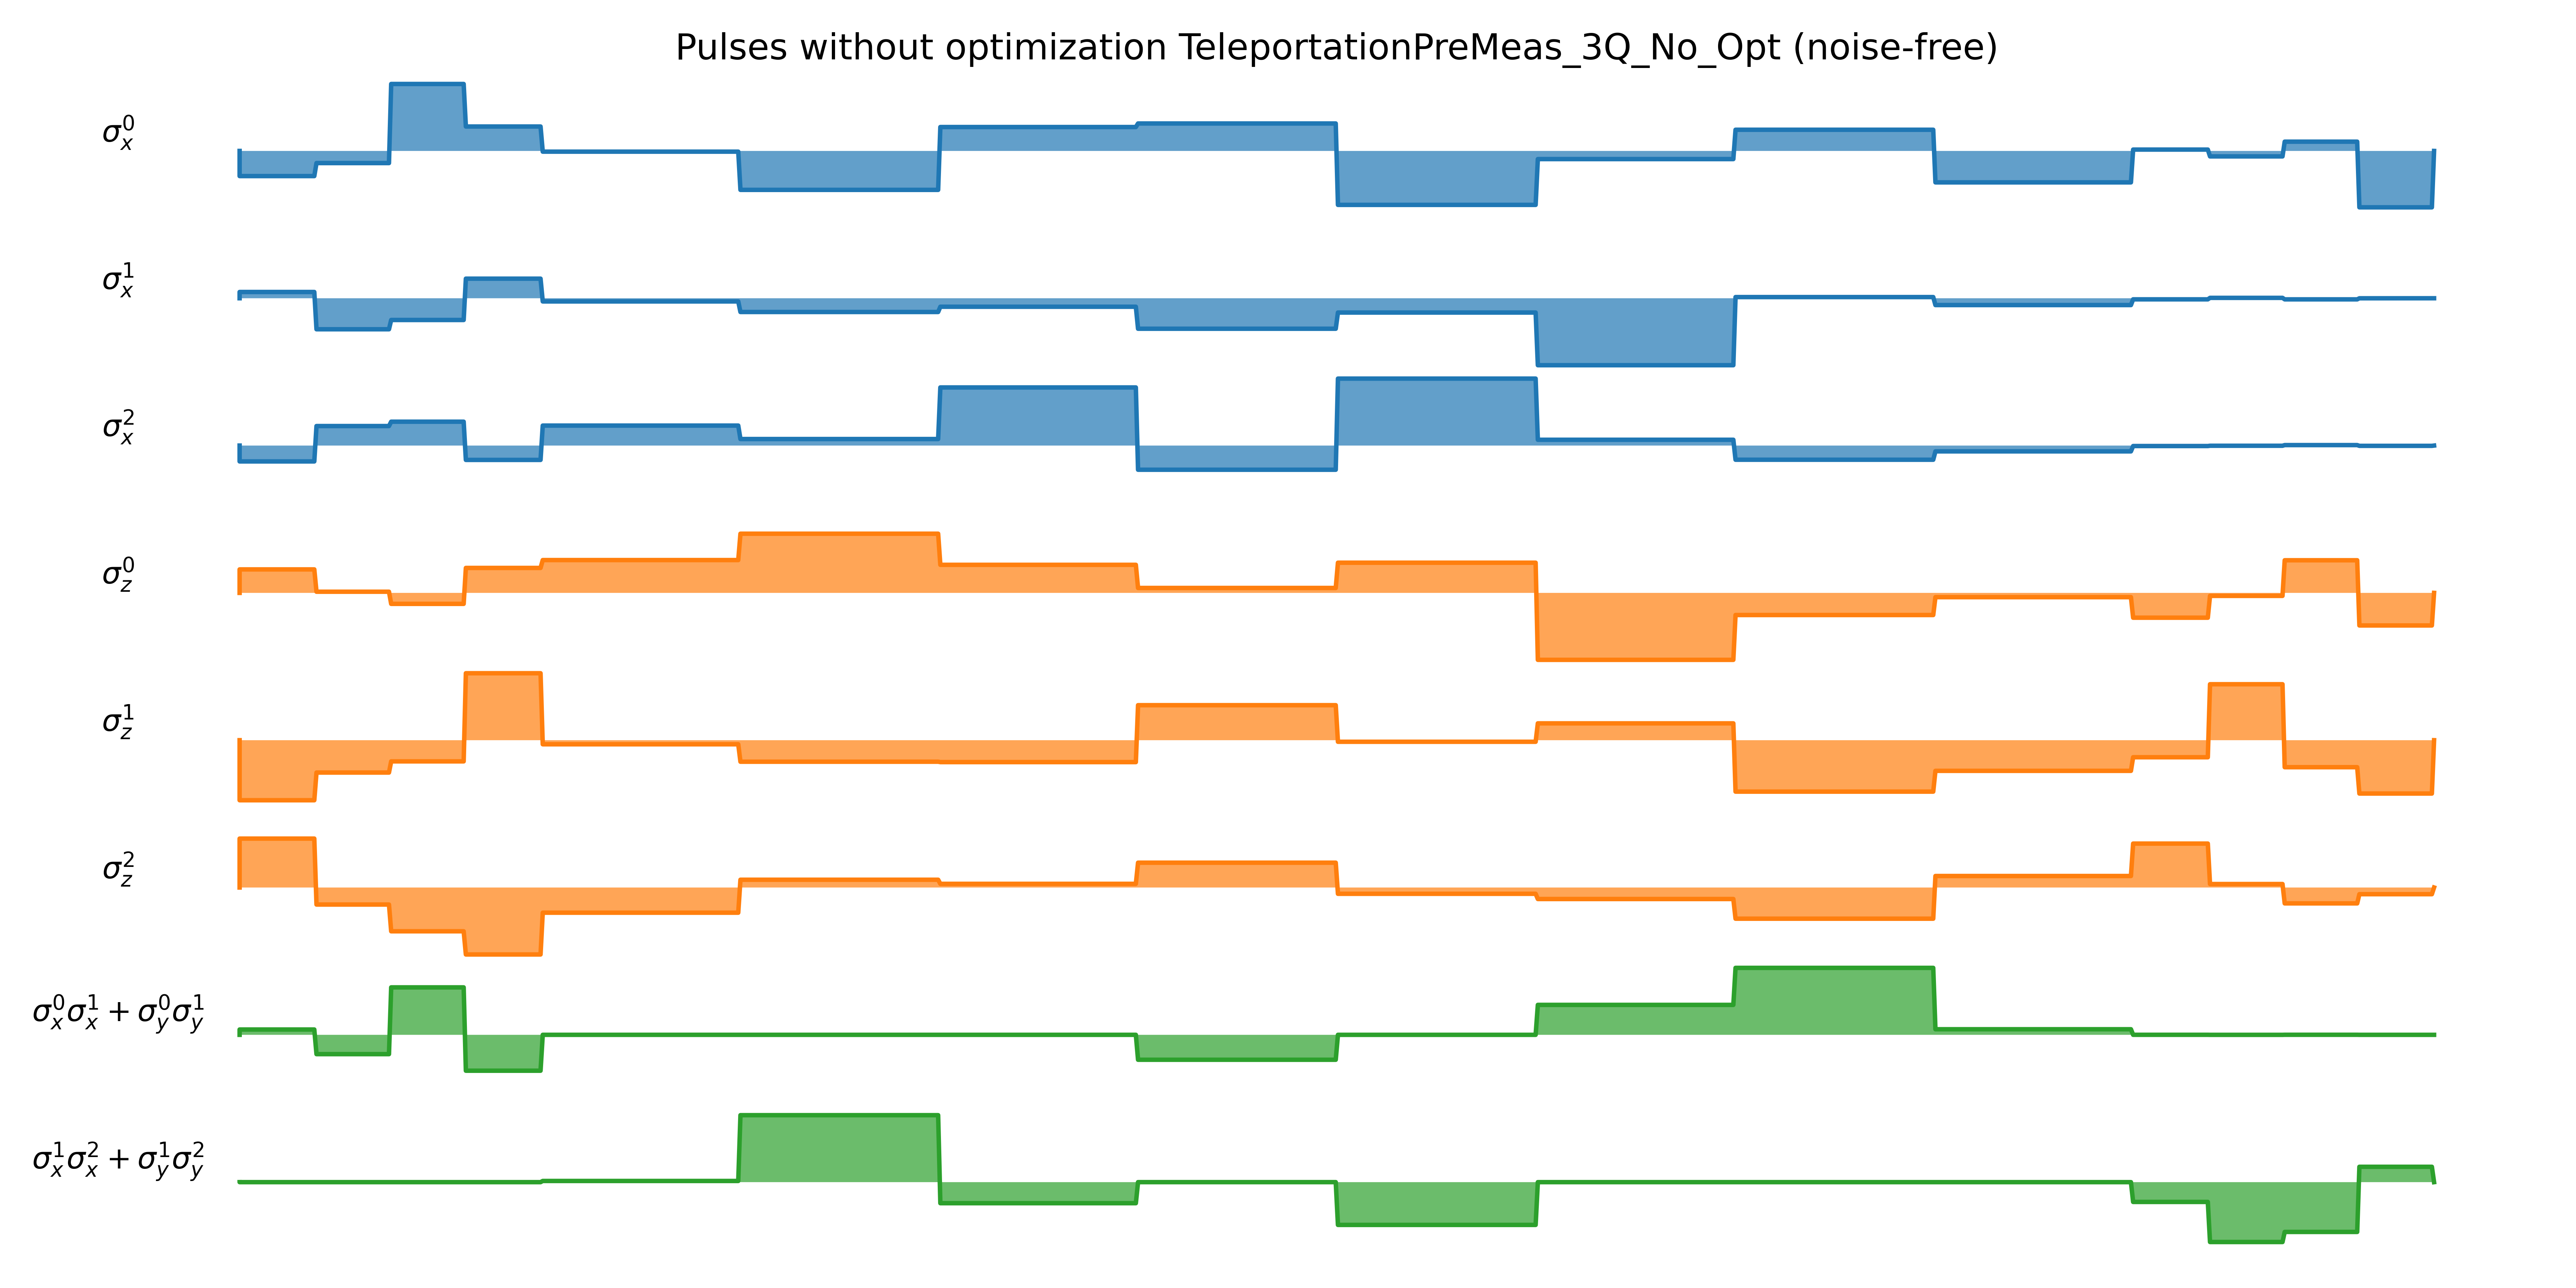 Pulses without optimization TeleportationPreMeas_3Q_No_Opt (noise-free)
σ_x^0
σ_x^1
σ_x^2
σ_z^0
σ_z^1
σ_z^2
σ_x^0σ_x^1 + σ_y^0σ_y^1
σ_x^1σ_x^2 + σ_y^1σ_y^2